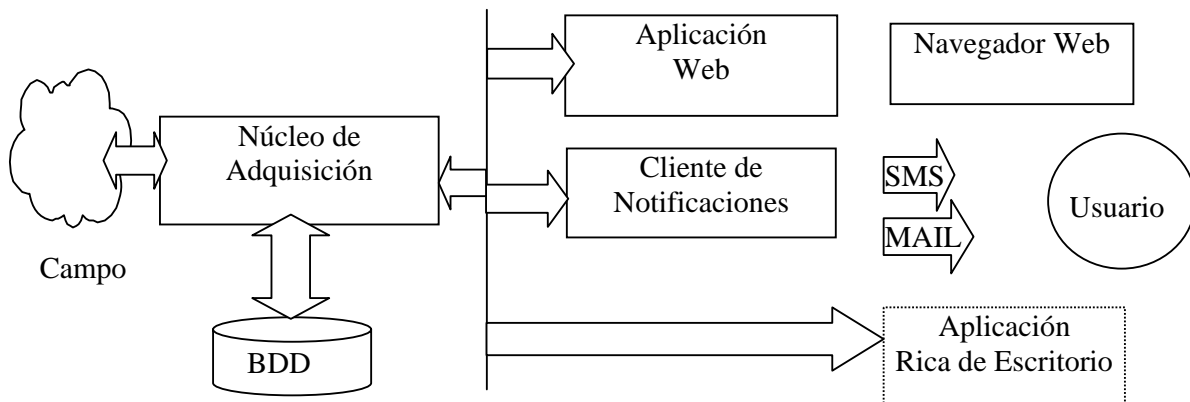 Aplicación
Web
Navegador Web
Núcleo de
Adquisición
Cliente de
Notificaciones
SMS
MAIL
Usuario
Campo
BDD
Aplicación
Rica de Escritorio